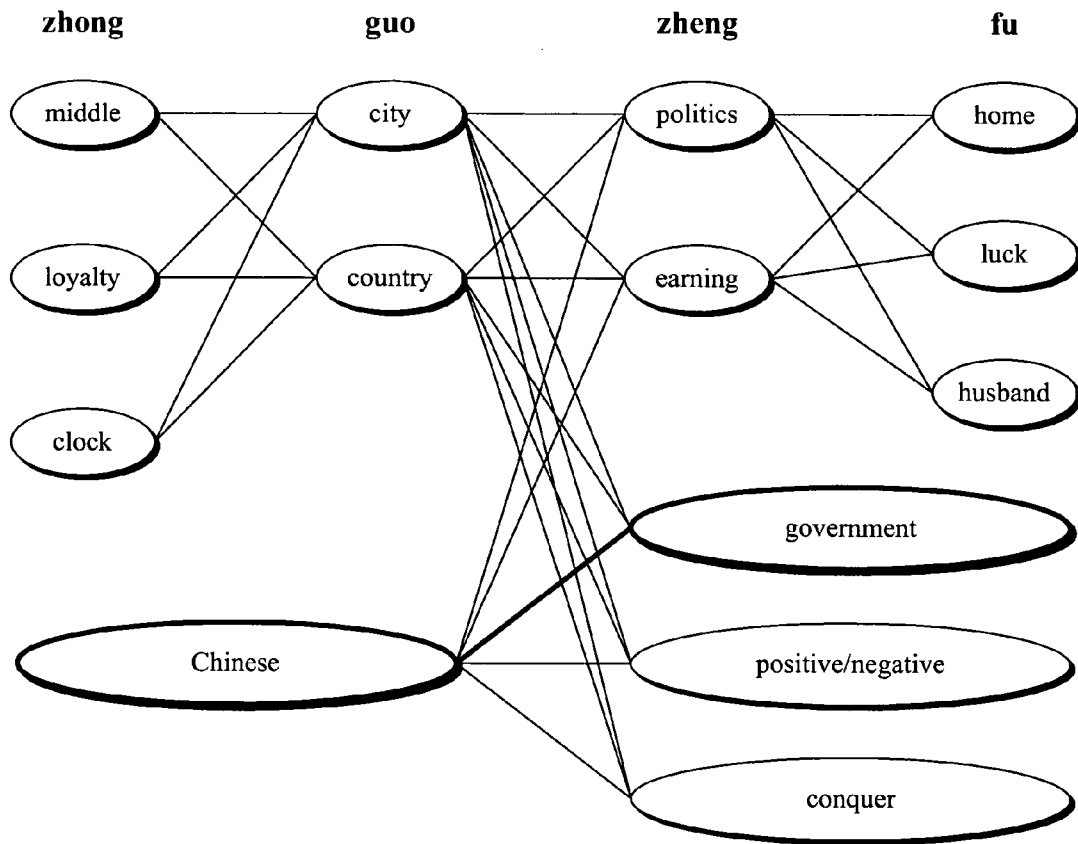 zhong guo zheng fu
middle city politics home
loyalty country earning luck
clock husband
government
Chinese positive/negative
conquer